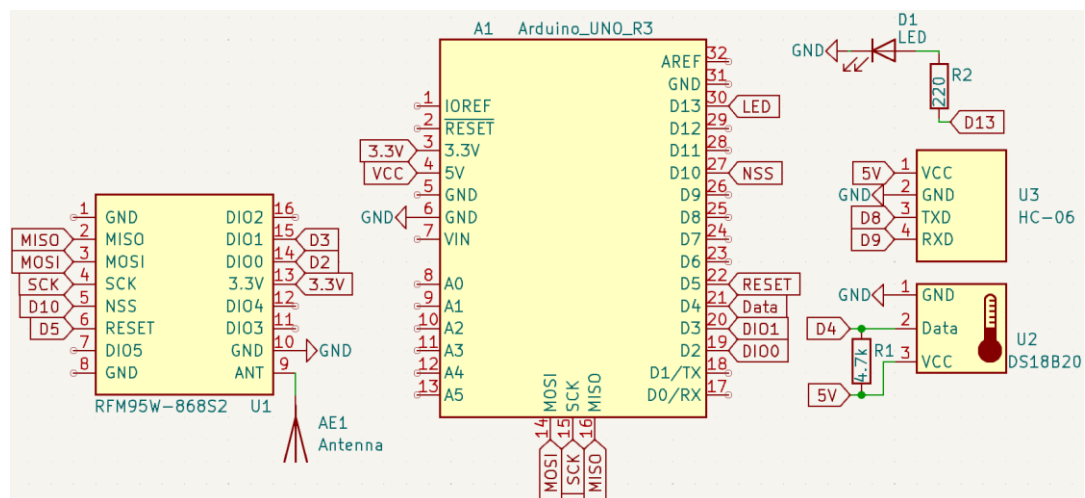 A1 Arduino_UNO_R3
1 IOREF
2 RESET
3.3V 3 3.3V
VCC 4 5V
5 GND
GND 6 GND
7 VIN
8 A0
9 A1
10 A2
11 A3
12 A4
13 A5
AREF 32
GND 31
D13 30 LED
D12 29
D11 28
D10 27 NSS
D9 26
D8 25
D7 24
D6 23
D5 22 RESET
D4 21 Data
D3 20 DIO1
D2 19 DIO0
D1/TX 18
D0/RX 17
MOSI 14 MOSI
SCK 15 SCK
MISO 16 MISO
1 GND
MISO 2 MISO
MOSI 3 MOSI
SCK 4 SCK
D10 5 NSS
D5 6 RESET
7 DIO5
8 GND
DIO2 16
DIO1 15 D3
DIO0 14 D2
3.3V 13 3.3V
DIO4 12
DIO3 11
GND 10 GND
ANT 9
RFM95W-868S2 U1
AE1
Antenna
D1
LED
GND
220 R2
D13
5V 1 VCC
GND 2 GND
D8 3 TXD
D9 4 RXD
U3
HC-06
GND 1 GND
D4 2 Data
4.7k R1
3 VCC
5V
U2
DS18B20